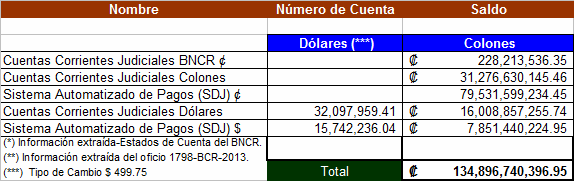 Nombre Número de Cuenta Saldo
Dólares (***) Colones
Cuentas Corrientes Judiciales BNCR ¢ ₡ 228,213,536.35
Cuentas Corrientes Judiciales Colones ₡ 31,276,630,145.46
Sistema Automatizado de Pagos (SDJ) ¢ 79,531,599,234.45
Cuentas Corrientes Judiciales Dólares 32,097,959.41 ₡ 16,008,857,255.74
Sistema Automatizado de Pagos (SDJ) $ 15,742,236.04 ₡ 7,851,440,224.95
(*) Información extraída-Estados de Cuenta del BNCR.
(**) Información extraída del oficio 1798-BCR-2013.
(***) Tipo de Cambio $ 499.75 Total ₡ 134,896,740,396.95